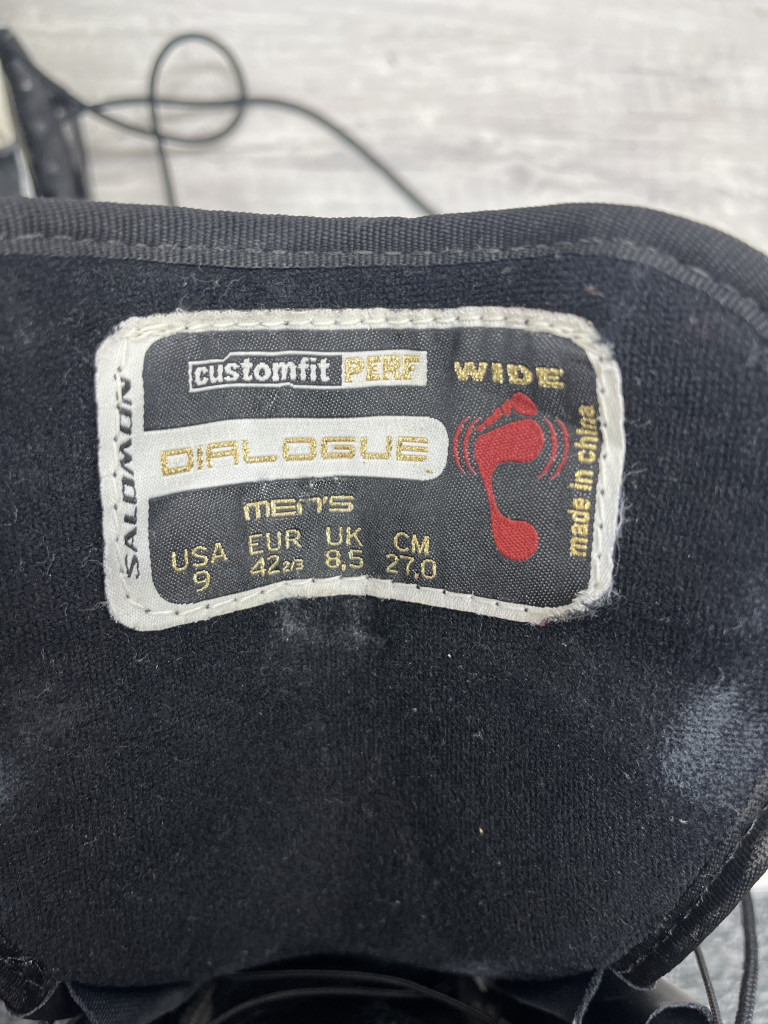 customfit PERF WIDE
SALOMON
DIALOGUE
MEN'S
USA EUR UK CM
9 42 2/3 8,5 27,0
made in china